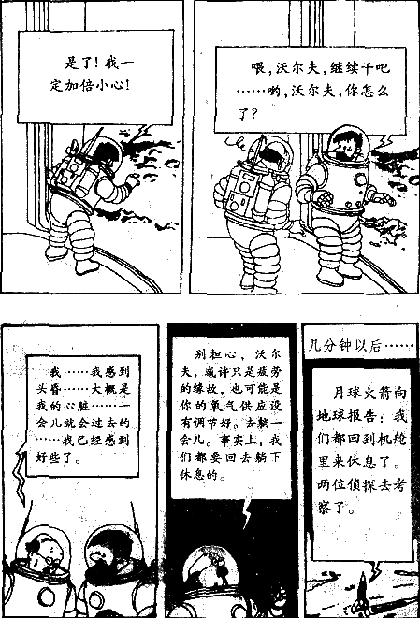 是了！我一
定加倍小心！
喂，沃尔夫，继续干吧
……哟，沃尔夫，你怎么
了？
我……我感到
头昏……大概是
我的心脏……一
会儿就会过去的
……我已经感到
好些了。
别担心，沃尔
夫，或许只是疲劳
的缘故，也可能是
你的氧气供应没
有调节好。去躺一
会儿。事实上，我
们都要回去躺下
休息的。
几分钟以后……
月球火箭向
地球报告：我
们都回到机舱
里来休息了。
两位侦探去考
察了。